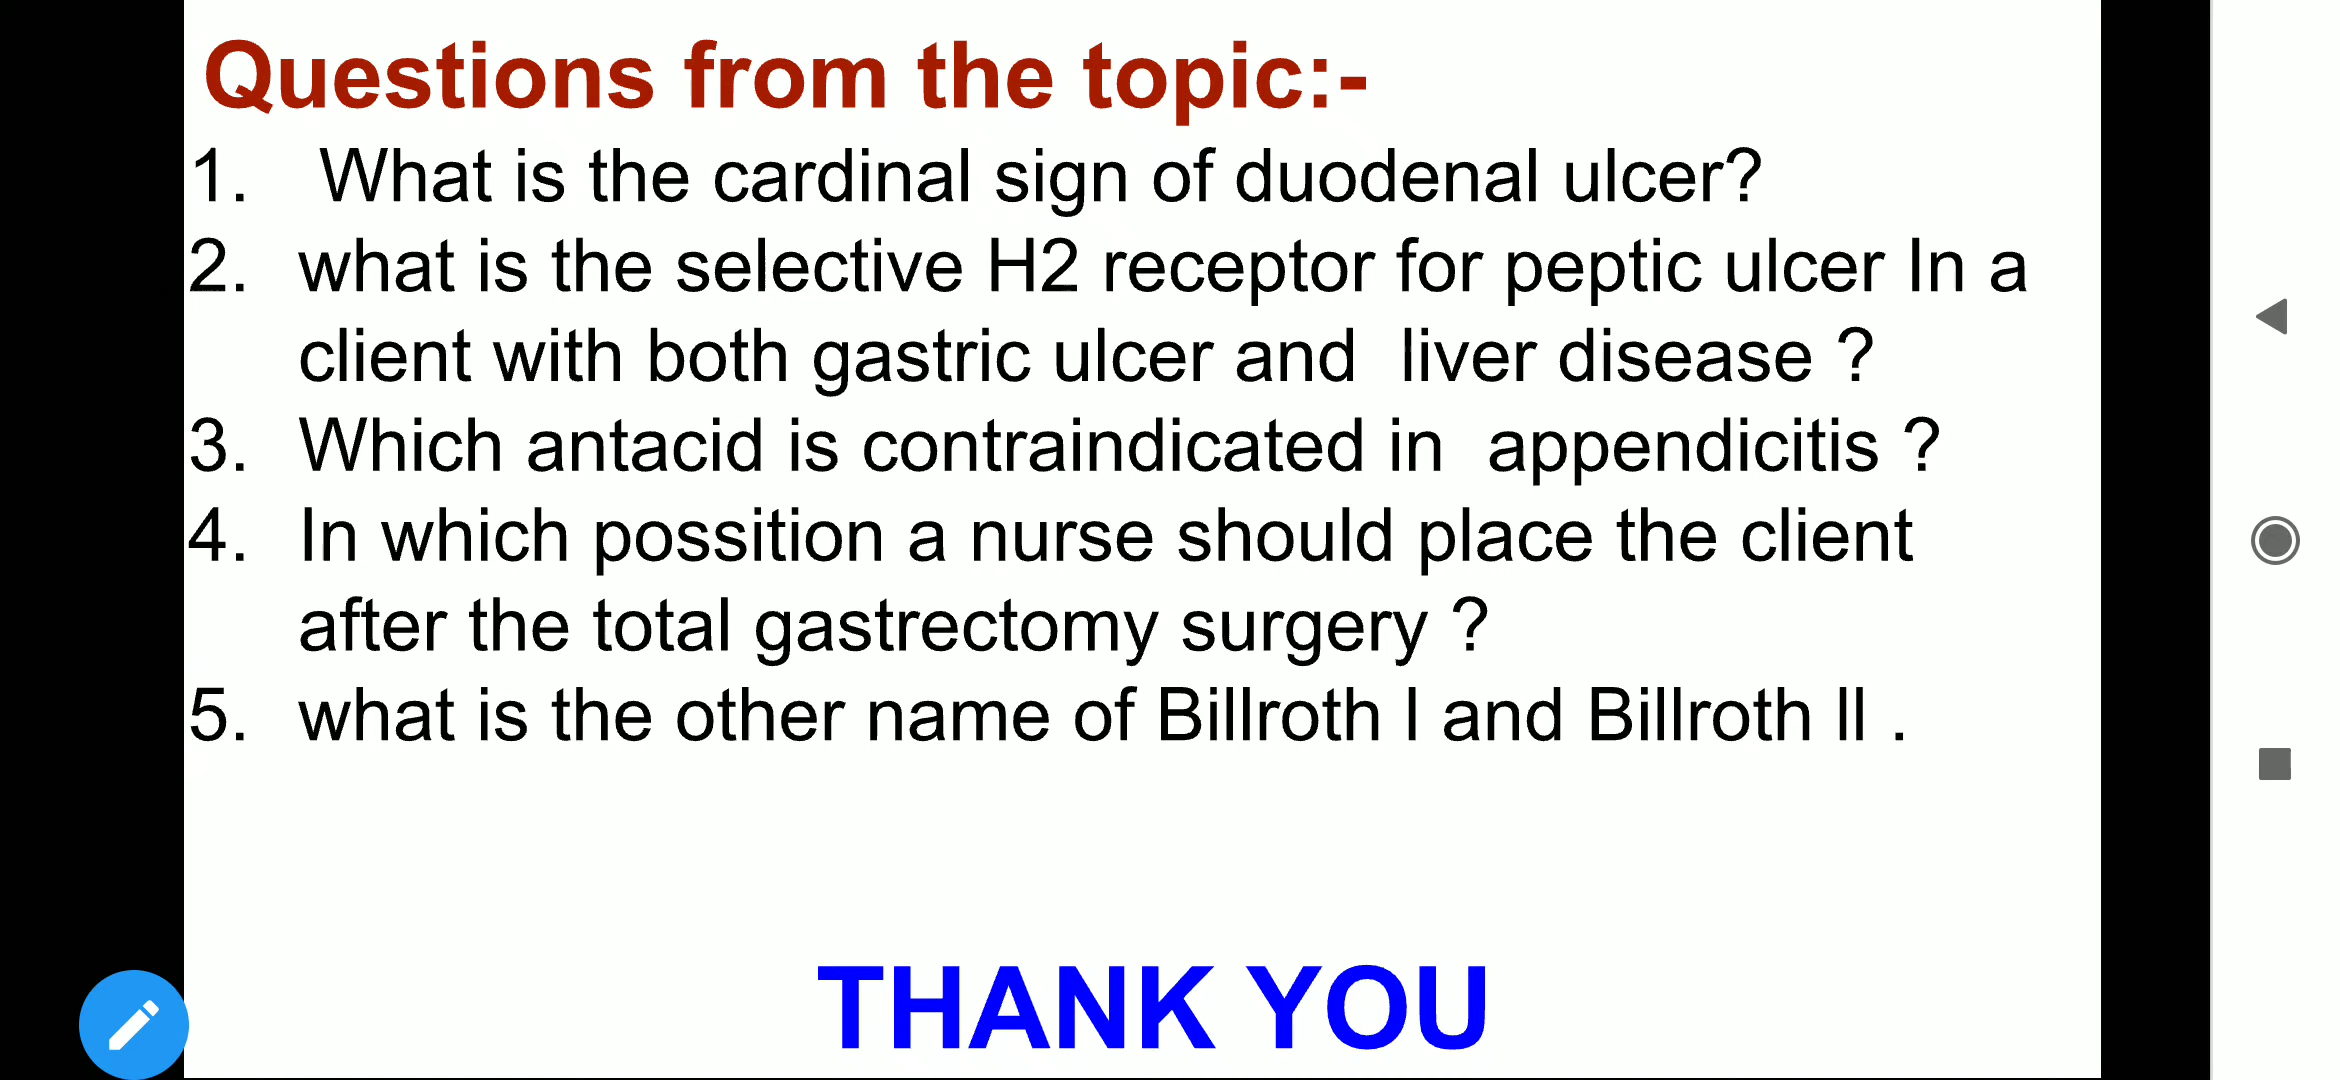 Questions from the topic:-
1. What is the cardinal sign of duodenal ulcer?
2. what is the selective H2 receptor for peptic ulcer In a
client with both gastric ulcer and liver disease ?
3. Which antacid is contraindicated in appendicitis ?
4. In which possition a nurse should place the client
after the total gastrectomy surgery ?
5. what is the other name of Billroth I and Billroth II .
THANK YOU